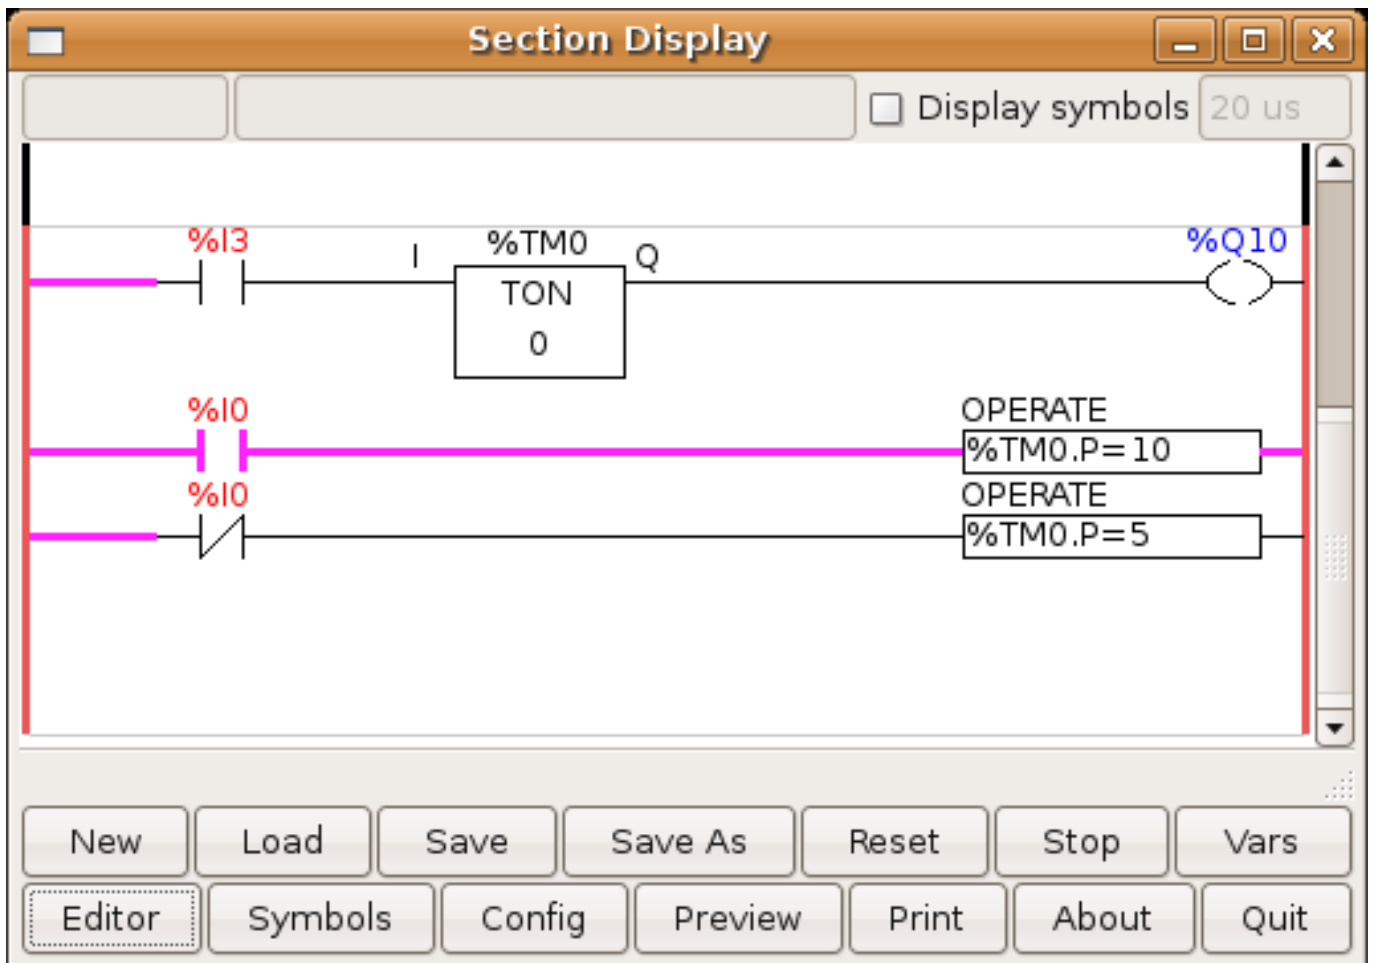 Section Display
Display symbols 20 us
%I3 I %TM0 Q %Q10
TON
0
%I0 OPERATE
%TM0.P=10
%I0 OPERATE
%TM0.P=5
New Load Save Save As Reset Stop Vars
Editor Symbols Config Preview Print About Quit